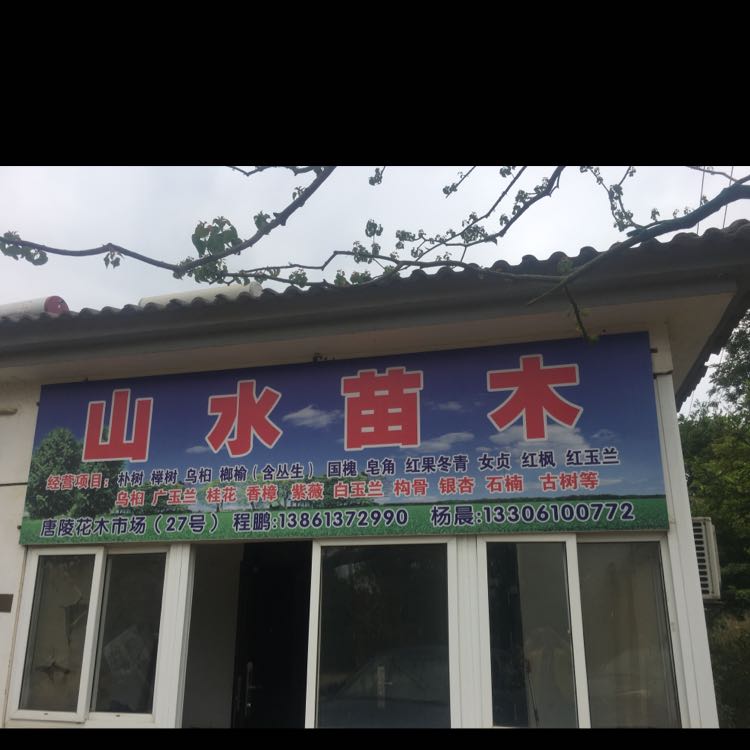 山水苗木
经营项目：朴树 榉树 乌桕 榔榆（含丛生） 国槐 皂角 红果冬青 女贞 红枫 红玉兰
乌桕 广玉兰 桂花 香樟 紫薇 白玉兰 构骨 银杏 石楠 古树等
唐陵花木市场（27号） 程鹏:13861372990 杨晨:13306100772